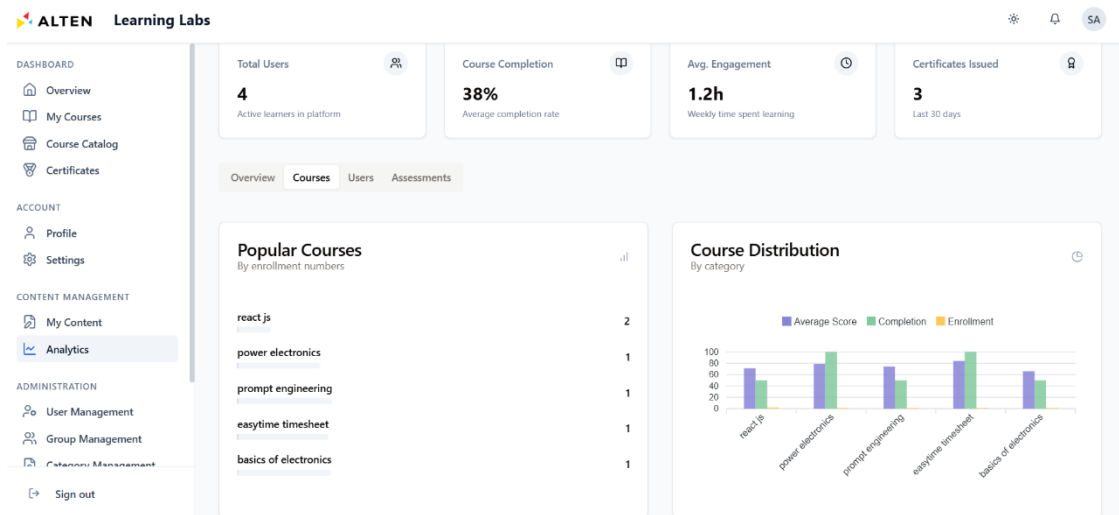 ALTEN Learning Labs
SA
DASHBOARD
Overview
My Courses
Course Catalog
Certificates
ACCOUNT
Profile
Settings
CONTENT MANAGEMENT
My Content
Analytics
ADMINISTRATION
User Management
Group Management
Category Management
Sign out
Total Users
4
Active learners in platform
Course Completion
38%
Average completion rate
Avg. Engagement
1.2h
Weekly time spent learning
Certificates Issued
3
Last 30 days
Overview Courses Users Assessments
Popular Courses
By enrollment numbers
react js 2
power electronics 1
prompt engineering 1
easytime timesheet 1
basics of electronics 1
Course Distribution
By category
Average Score Completion Enrollment
100
80
60
40
20
0
react js
power electronics
prompt engineering
easytime timesheet
basics of electronics